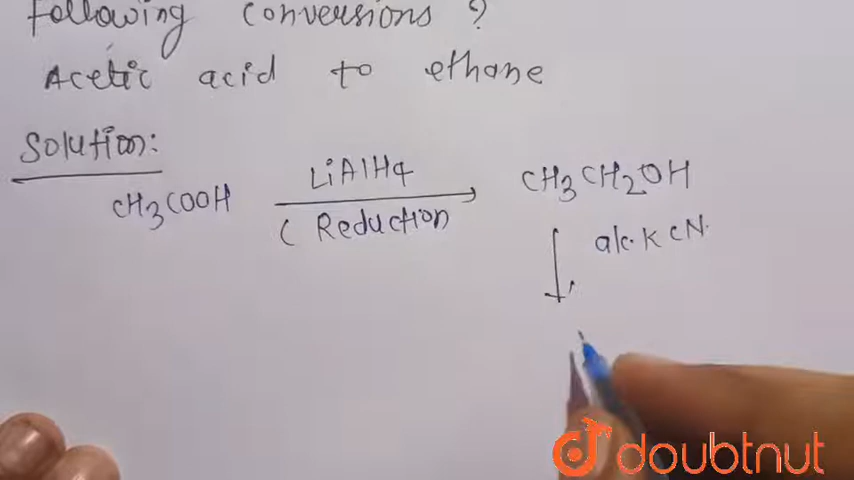 following conversions ?
Acetic acid to ethane
Solution:
CH3COOH LiAlH4 CH3CH2OH
( Reduction
alc. KCN.
doubtnut